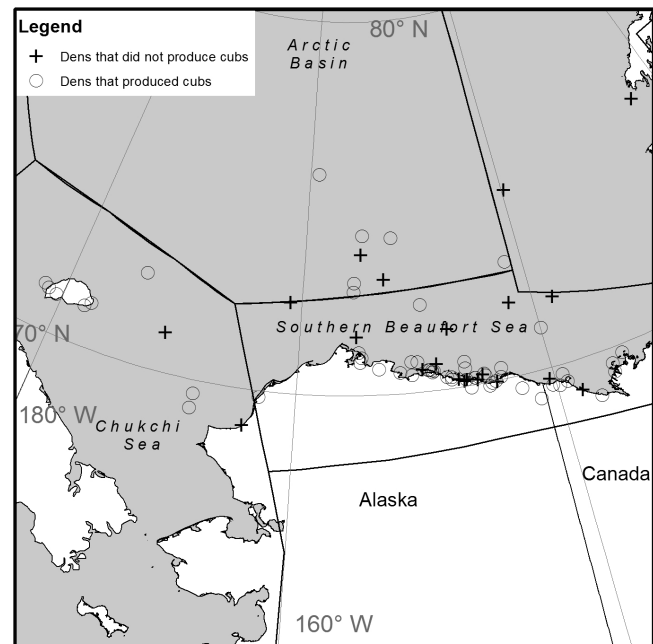 Legend
Dens that did not produce cubs
Dens that produced cubs
80° N
Arctic
Basin
Southern Beaufort Sea
70° N
180° W
Chukchi
Sea
Canada
Alaska
160° W